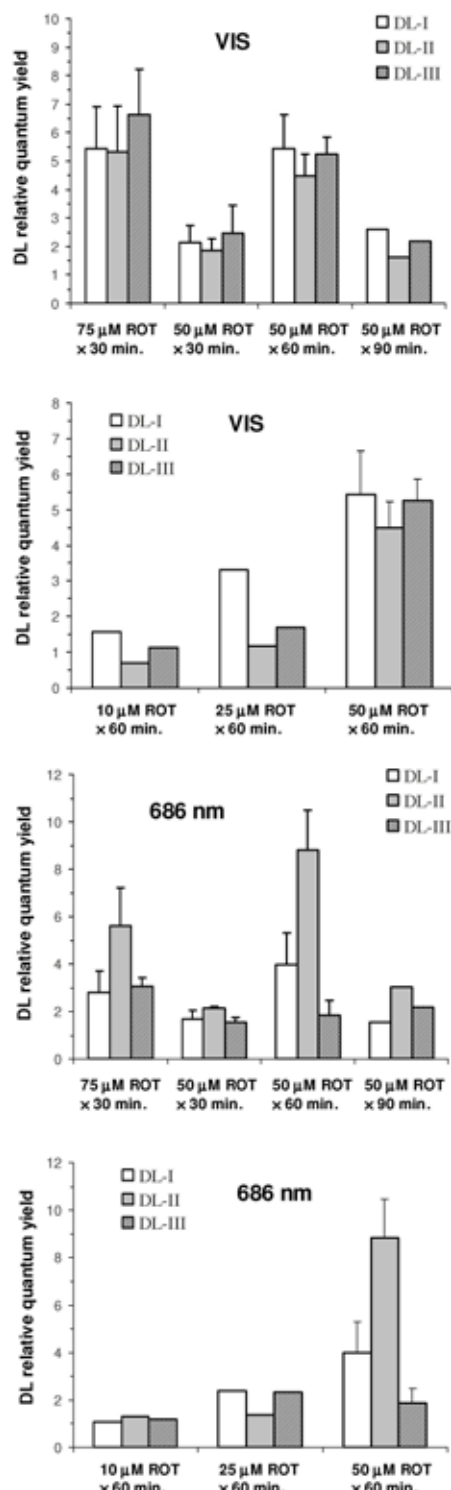 DL relative quantum yield
10
9
8
7
6
5
4
3
2
1
0
VIS
DL-I
DL-II
DL-III
75 µM ROT 50 µM ROT 50 µM ROT 50 µM ROT
× 30 min. × 30 min. × 60 min. × 90 min.
DL relative quantum yield
8
7
6
5
4
3
2
1
0
DL-I
DL-II
DL-III
VIS
10 µM ROT 25 µM ROT 50 µM ROT
× 60 min. × 60 min. × 60 min.
DL relative quantum yield
12
10
8
6
4
2
0
686 nm
DL-I
DL-II
DL-III
75 µM ROT 50 µM ROT 50 µM ROT 50 µM ROT
× 30 min. × 30 min. × 60 min. × 90 min.
DL relative quantum yield
12
10
8
6
4
2
0
DL-I
DL-II
DL-III
686 nm
10 µM ROT 25 µM ROT 50 µM ROT
× 60 min. × 60 min. × 60 min.